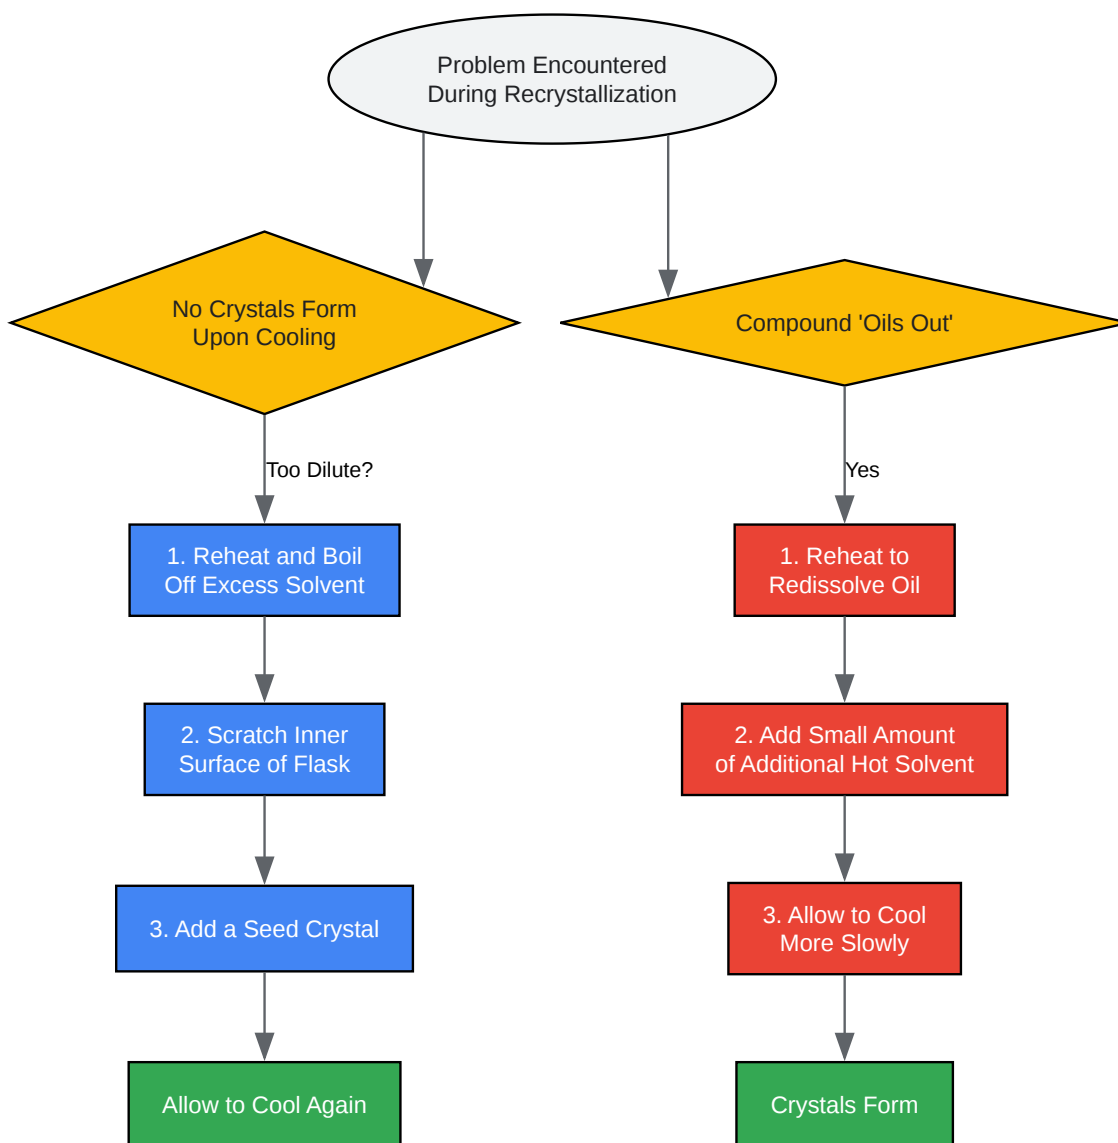 Problem Encountered
During Recrystallization
No Crystals Form
Upon Cooling
Compound 'Oils Out'
Too Dilute?
Yes
1. Reheat and Boil
Off Excess Solvent
1. Reheat to
Redissolve Oil
2. Scratch Inner
Surface of Flask
2. Add Small Amount
of Additional Hot Solvent
3. Add a Seed Crystal
3. Allow to Cool
More Slowly
Allow to Cool Again
Crystals Form